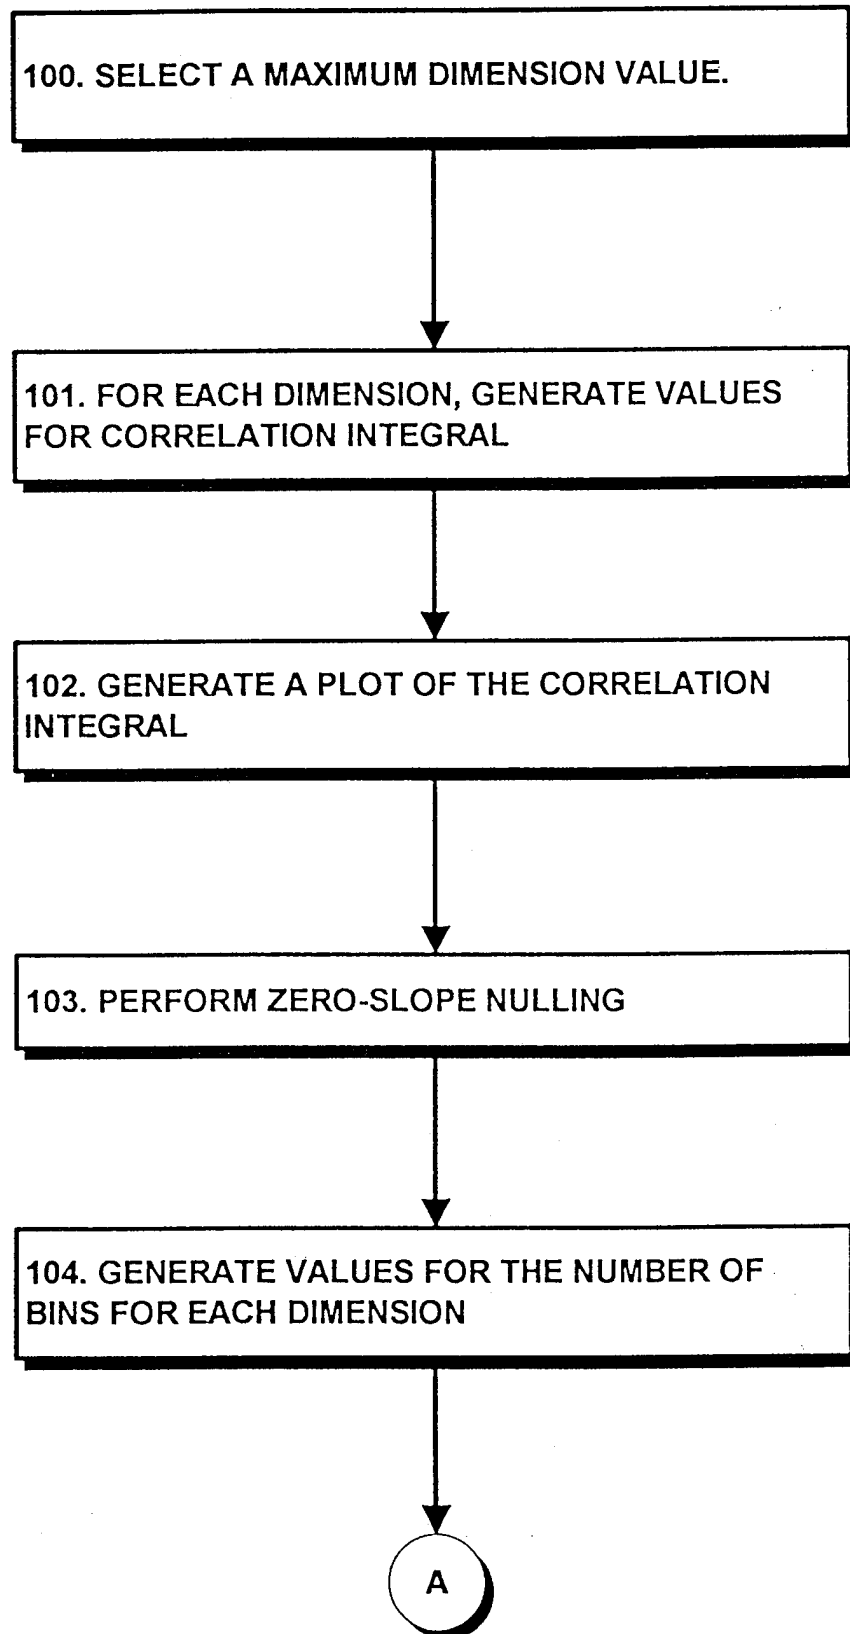 100. SELECT A MAXIMUM DIMENSION VALUE.
101. FOR EACH DIMENSION, GENERATE VALUES
FOR CORRELATION INTEGRAL
102. GENERATE A PLOT OF THE CORRELATION
INTEGRAL
103. PERFORM ZERO-SLOPE NULLING
104. GENERATE VALUES FOR THE NUMBER OF
BINS FOR EACH DIMENSION
A